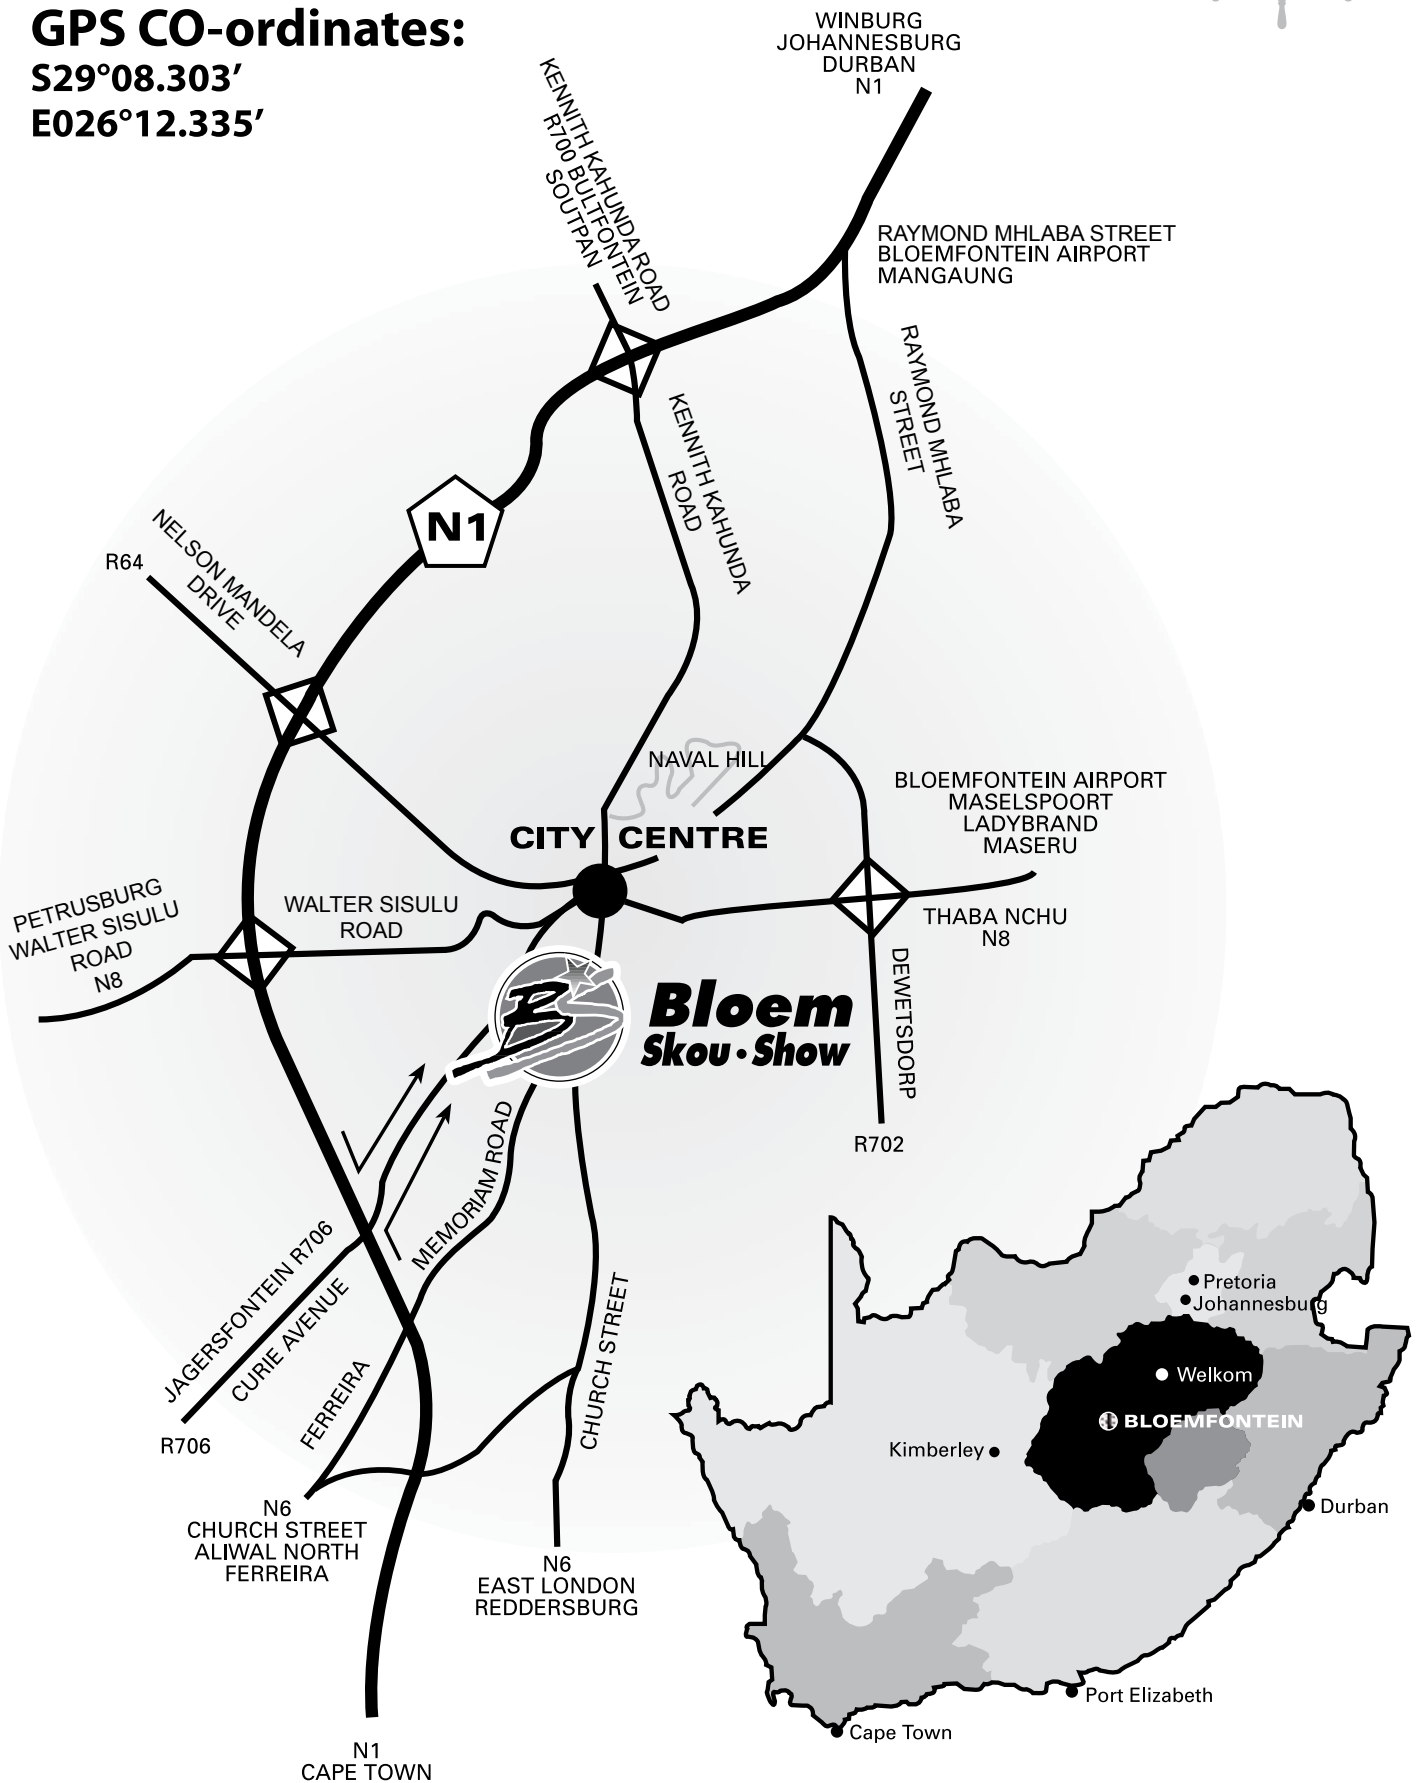 GPS CO-ordinates:
S29°08.303′
E026°12.335′
WINBURG
JOHANNESBURG
DURBAN
N1
KENNITH KAHUNDA ROAD
R700 BULTFONTEIN
SOUTPAN
RAYMOND MHLABA STREET
BLOEMFONTEIN AIRPORT
MANGAUNG
RAYMOND MHLABA
STREET
KENNITH KAHUNDA
ROAD
N1
NELSON MANDELA
DRIVE
R64
NAVAL HILL
CITY CENTRE
BLOEMFONTEIN AIRPORT
MASELSPOORT
LADYBRAND
MASERU
THABA NCHU
N8
PETRUSBURG
WALTER SISULU
ROAD
N8
WALTER SISULU
ROAD
BS
Bloem
Skou • Show
DEWETSDORP
R702
MEMORIAM ROAD
JAGERSFONTEIN R706
CURIE AVENUE
R706
FERREIRA
CHURCH STREET
N6
CHURCH STREET
ALIWAL NORTH
FERREIRA
N6
EAST LONDON
REDDERSBURG
N1
CAPE TOWN
Pretoria
Johannesburg
Welkom
BLOEMFONTEIN
Kimberley
Durban
Port Elizabeth
Cape Town